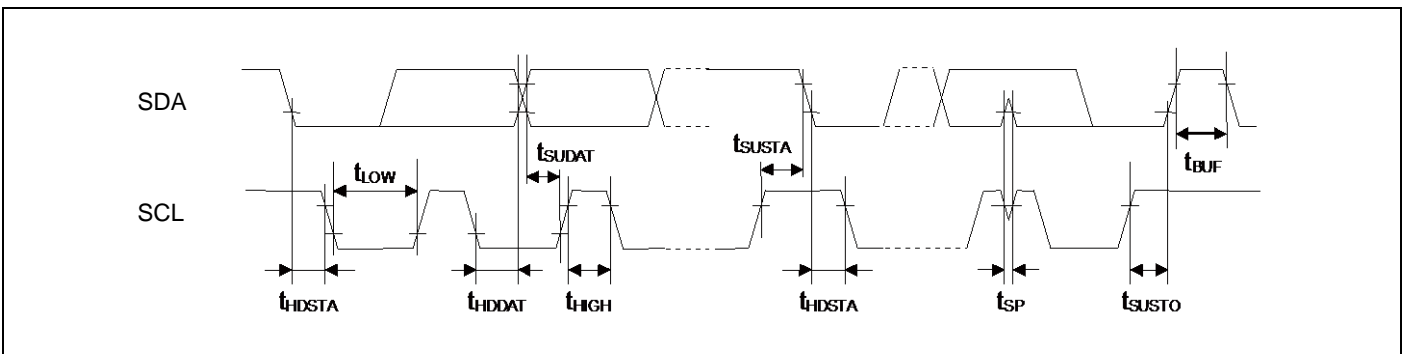 SDA
tSUDAT
tSUSTA
tBUF
tLOW
SCL
tHDSTA
tHDDAT
tHIGH
tHDSTA
tSP
tSUSTO